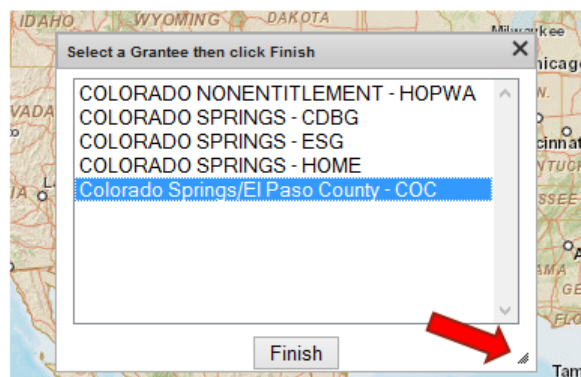 IDAHO
WYOMING
DAKOTA
Select a Grantee then click Finish
COLORADO NONENTITLEMENT - HOPWA
COLORADO SPRINGS - CDBG
COLORADO SPRINGS - ESG
COLORADO SPRINGS - HOME
Colorado Springs/El Paso County - COC
Finish